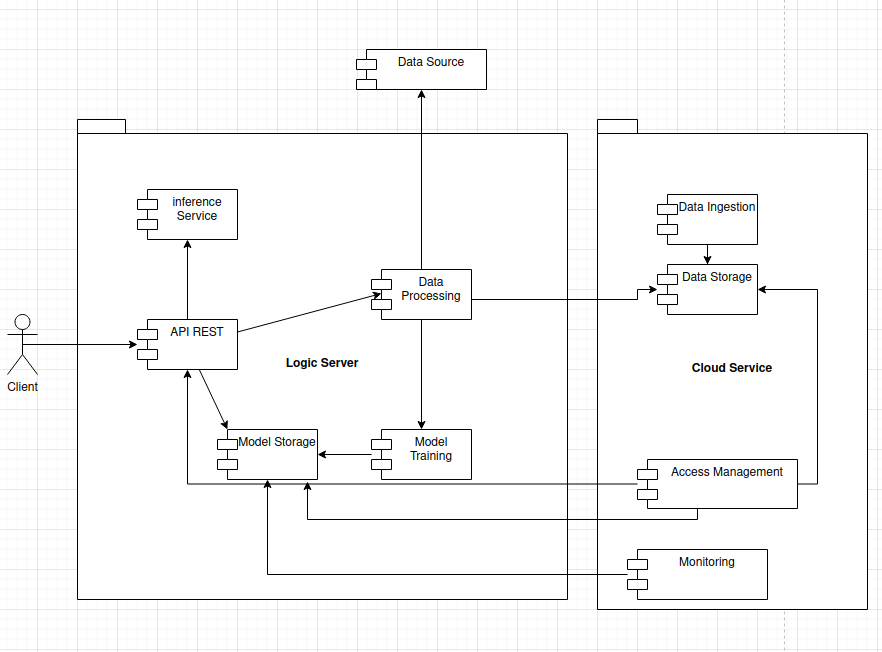 Data Source
inference
Service
Data Ingestion
Data Storage
Data
Processing
API REST
Logic Server
Cloud Service
Client
Model Storage
Model
Training
Access Management
Monitoring